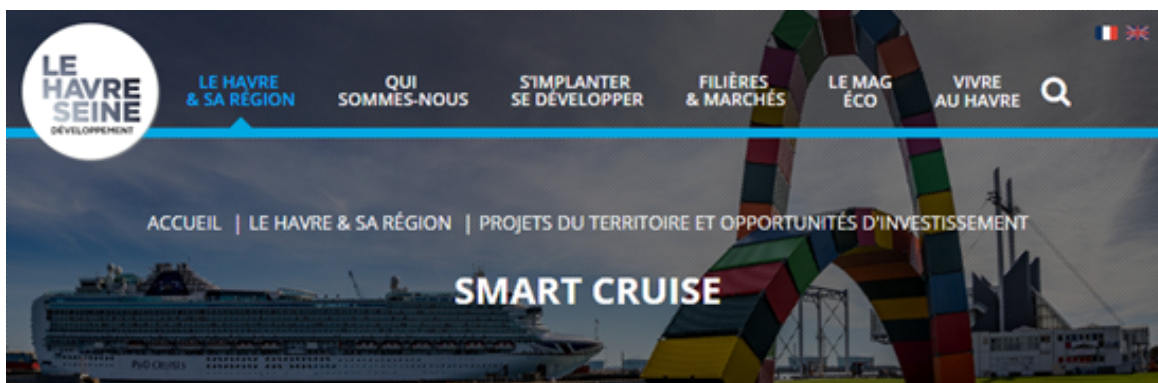 LE
HAVRE
SEINE
DÉVELOPPEMENT
LE HAVRE
& SA RÉGION
QUI
SOMMES-NOUS
S'IMPLANTER
SE DÉVELOPPER
FILIÈRES
& MARCHÉS
LE MAG
ÉCO
VIVRE
AU HAVRE
ACCUEIL | LE HAVRE & SA RÉGION | PROJETS DU TERRITOIRE ET OPPORTUNITÉS D'INVESTISSEMENT
SMART CRUISE
P&O CRUISES